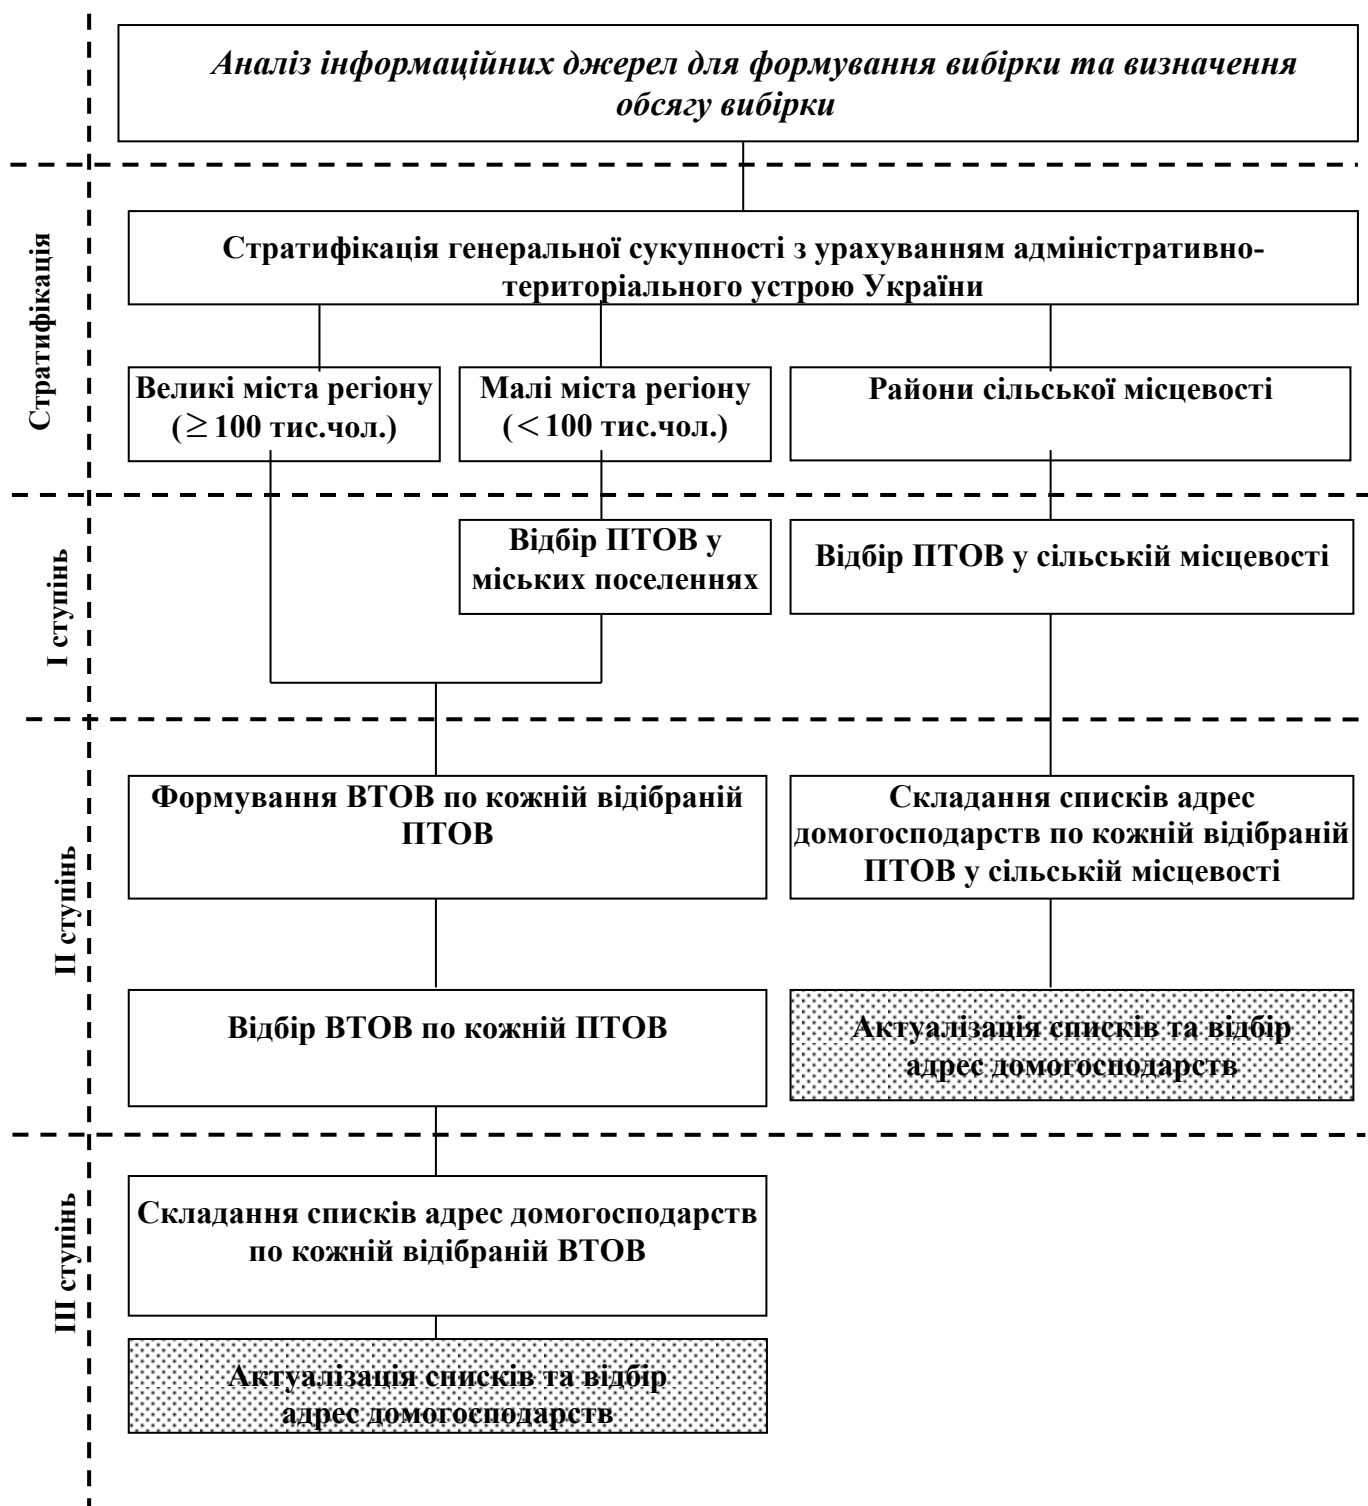 Аналіз інформаційних джерел для формування вибірки та визначення
обсягу вибірки
Стратифікація
Стратифікація генеральної сукупності з урахуванням адміністративно-
територіального устрою України
Великі міста регіону
(≥ 100 тис.чол.)
Малі міста регіону
(< 100 тис.чол.)
Райони сільської місцевості
І ступінь
Відбір ПТОВ у
міських поселеннях
Відбір ПТОВ у сільській місцевості
ІІ ступінь
Формування ВТОВ по кожній відібраній
ПТОВ
Складання списків адрес
домогосподарств по кожній відібраній
ПТОВ у сільській місцевості
Відбір ВТОВ по кожній ПТОВ
Актуалізація списків та відбір
адрес домогосподарств
ІІІ ступінь
Складання списків адрес домогосподарств
по кожній відібраній ВТОВ
Актуалізація списків та відбір
адрес домогосподарств